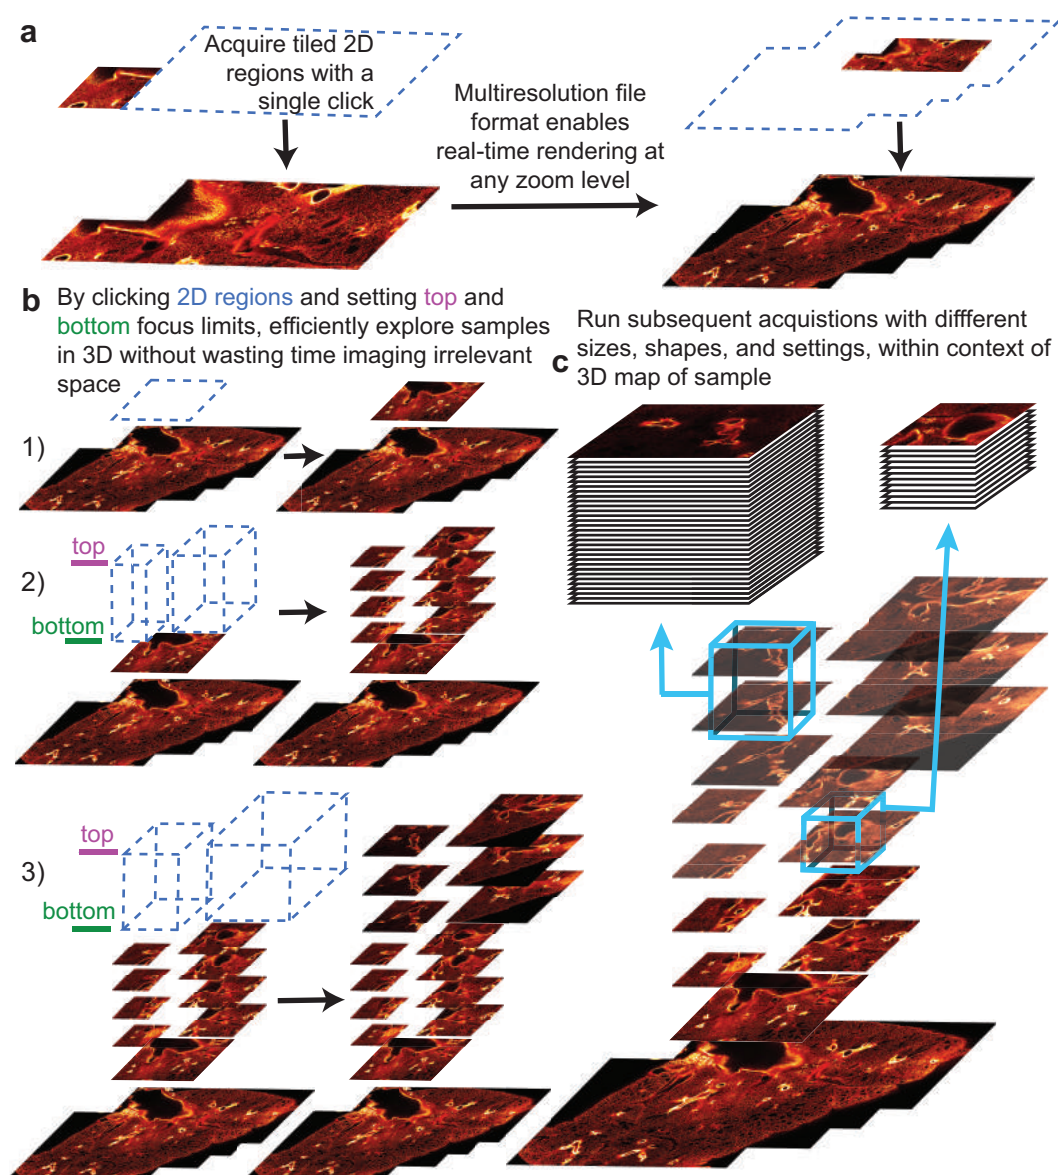 a
Acquire tiled 2D
regions with a
single click
Multiresolution file
format enables
real-time rendering at
any zoom level
b By clicking 2D regions and setting top and
bottom focus limits, efficiently explore samples
in 3D without wasting time imaging irrelevant
space
1)
top
2)
bottom
top
3)
bottom
c Run subsequent acquistions with diffferent
sizes, shapes, and settings, within context of
3D map of sample